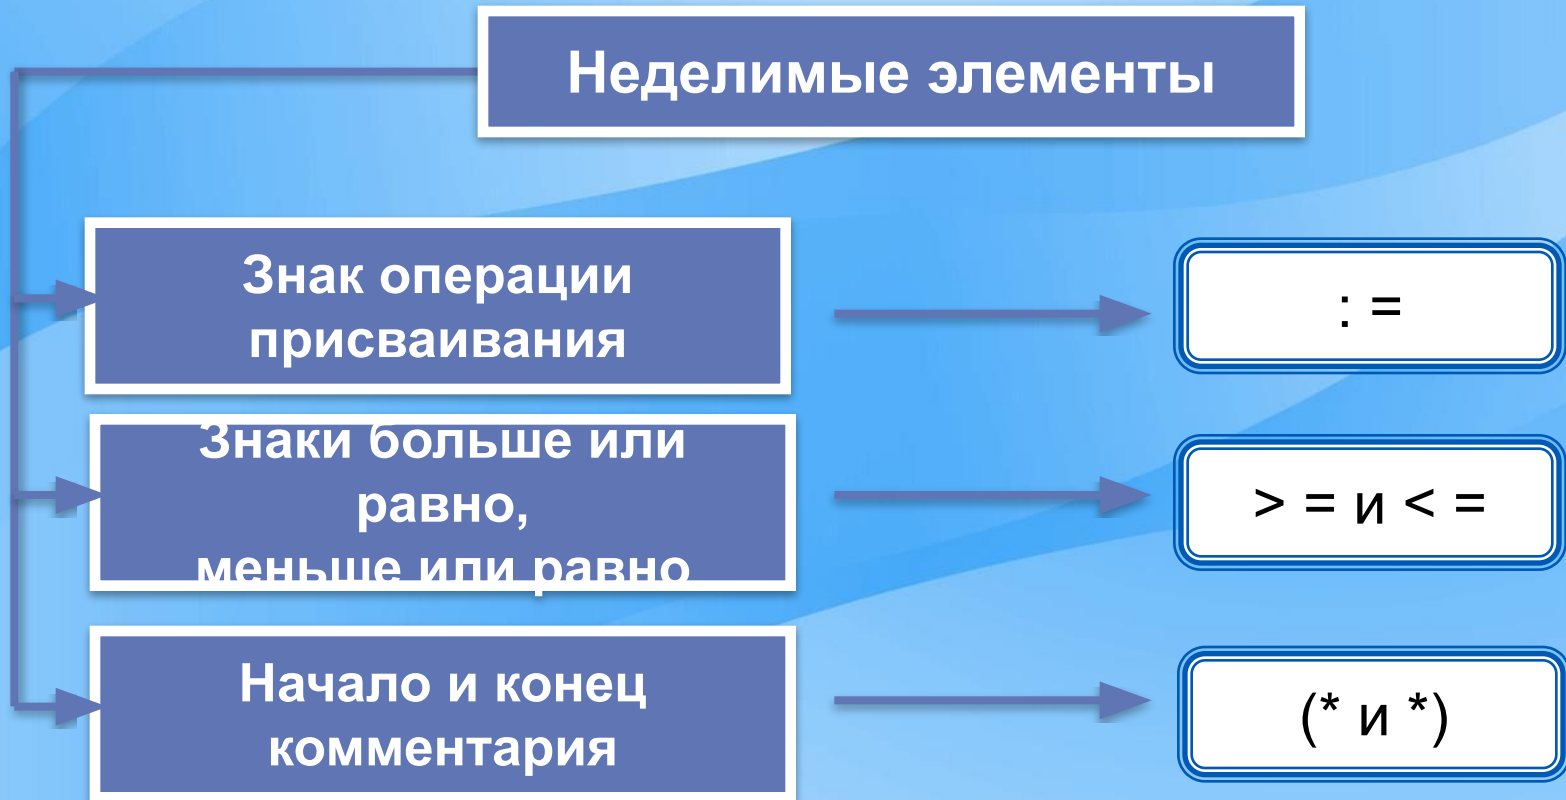 Неделимые элементы
Знак операции
присваивания
: =
Знаки больше или
равно,
меньше или равно
> = и < =
Начало и конец
комментария
(* и *)